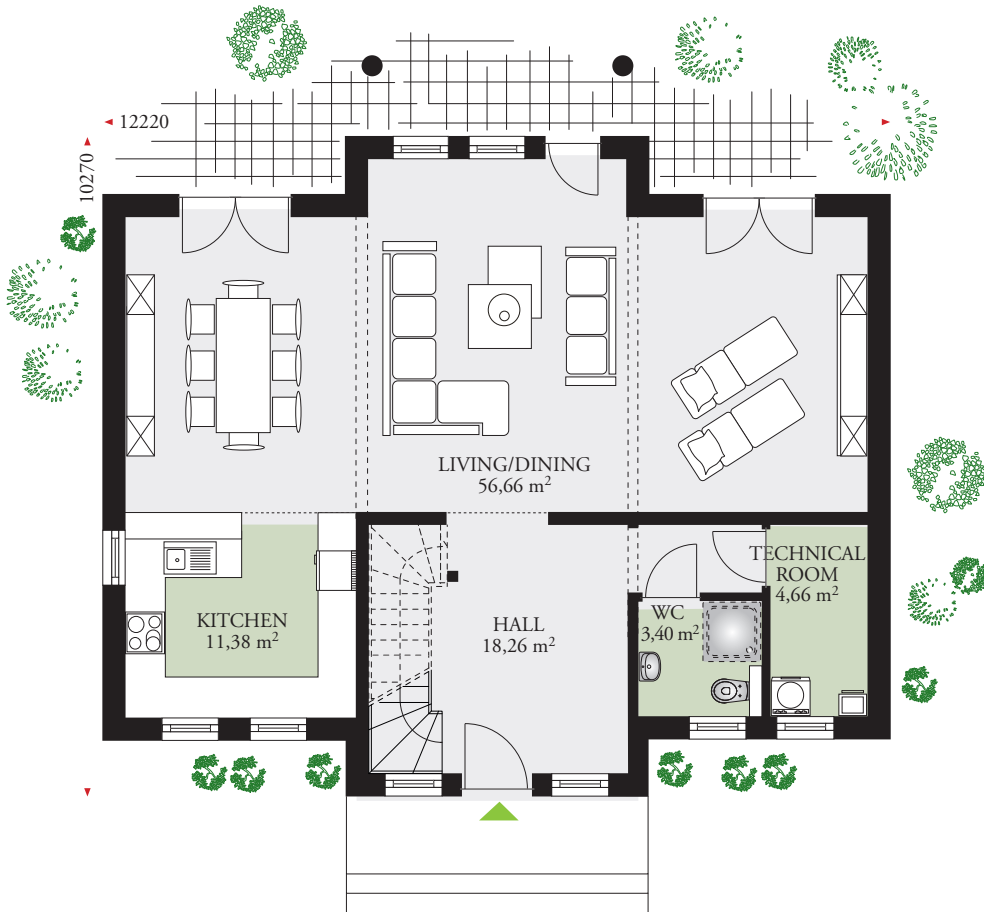 12220
10270
LIVING/DINING
56,66 m²
TECHNICAL
ROOM
4,66 m²
KITCHEN
11,38 m²
HALL
18,26 m²
WC
3,40 m²